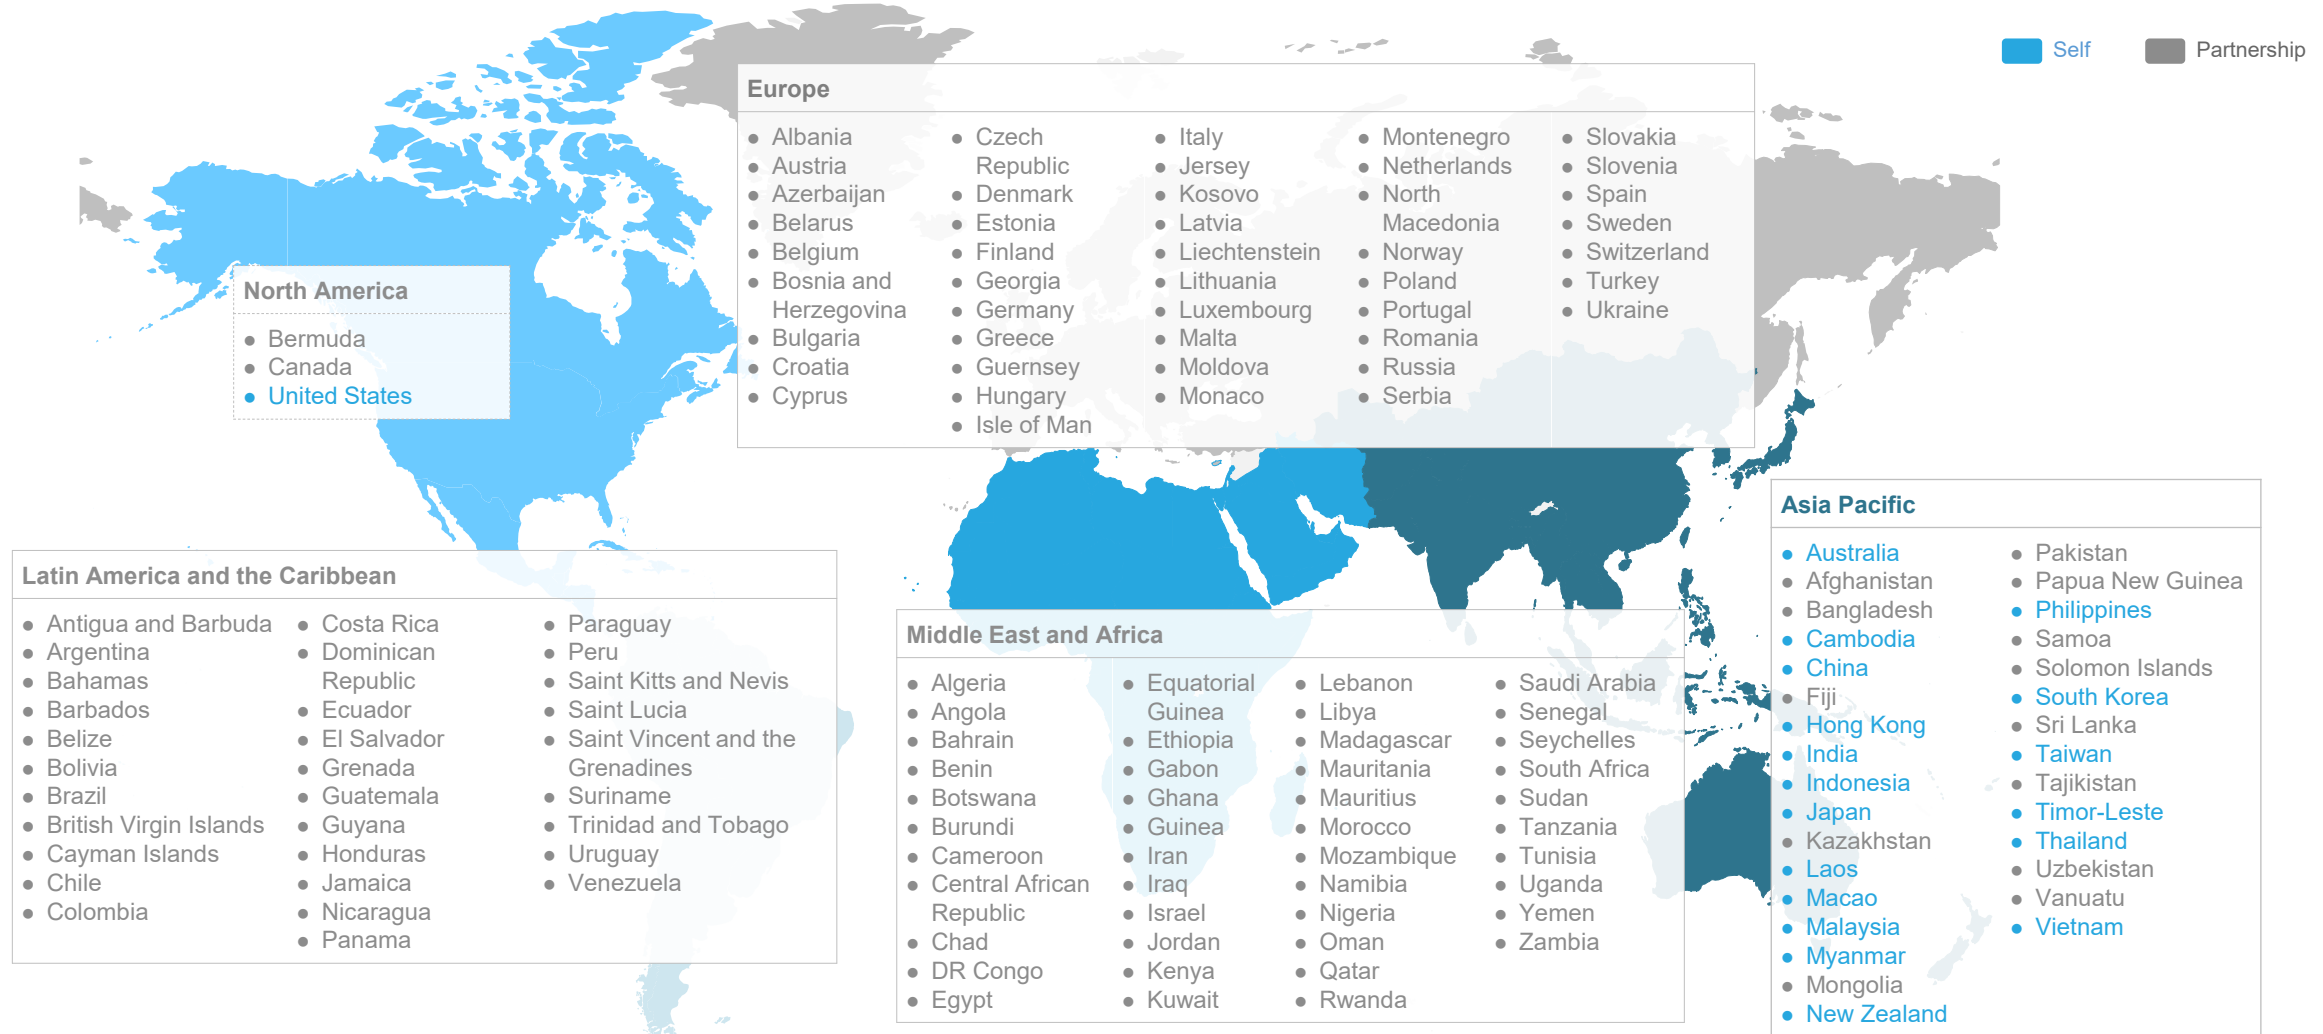 Self
Partnership
Europe
Albania
Austria
Azerbaijan
Belarus
Belgium
Bosnia and
Herzegovina
Bulgaria
Croatia
Cyprus
Czech
Republic
Denmark
Estonia
Finland
Georgia
Germany
Greece
Guernsey
Hungary
Isle of Man
Italy
Jersey
Kosovo
Latvia
Liechtenstein
Lithuania
Luxembourg
Malta
Moldova
Monaco
Montenegro
Netherlands
North
Macedonia
Norway
Poland
Portugal
Romania
Russia
Serbia
Slovakia
Slovenia
Spain
Sweden
Switzerland
Turkey
Ukraine
North America
Bermuda
Canada
United States
Latin America and the Caribbean
Antigua and Barbuda
Argentina
Bahamas
Barbados
Belize
Bolivia
Brazil
British Virgin Islands
Cayman Islands
Chile
Colombia
Costa Rica
Dominican
Republic
Ecuador
El Salvador
Grenada
Guatemala
Guyana
Honduras
Jamaica
Nicaragua
Panama
Paraguay
Peru
Saint Kitts and Nevis
Saint Lucia
Saint Vincent and the
Grenadines
Suriname
Trinidad and Tobago
Uruguay
Venezuela
Middle East and Africa
Algeria
Angola
Bahrain
Benin
Botswana
Burundi
Cameroon
Central African
Republic
Chad
DR Congo
Egypt
Equatorial
Guinea
Ethiopia
Gabon
Ghana
Guinea
Iran
Iraq
Israel
Jordan
Kenya
Kuwait
Lebanon
Libya
Madagascar
Mauritania
Mauritius
Morocco
Mozambique
Namibia
Nigeria
Oman
Qatar
Rwanda
Saudi Arabia
Senegal
Seychelles
South Africa
Sudan
Tanzania
Tunisia
Uganda
Yemen
Zambia
Asia Pacific
Australia
Afghanistan
Bangladesh
Cambodia
China
Fiji
Hong Kong
India
Indonesia
Japan
Kazakhstan
Laos
Macao
Malaysia
Myanmar
Mongolia
New Zealand
Pakistan
Papua New Guinea
Philippines
Samoa
Solomon Islands
South Korea
Sri Lanka
Taiwan
Tajikistan
Timor-Leste
Thailand
Uzbekistan
Vanuatu
Vietnam